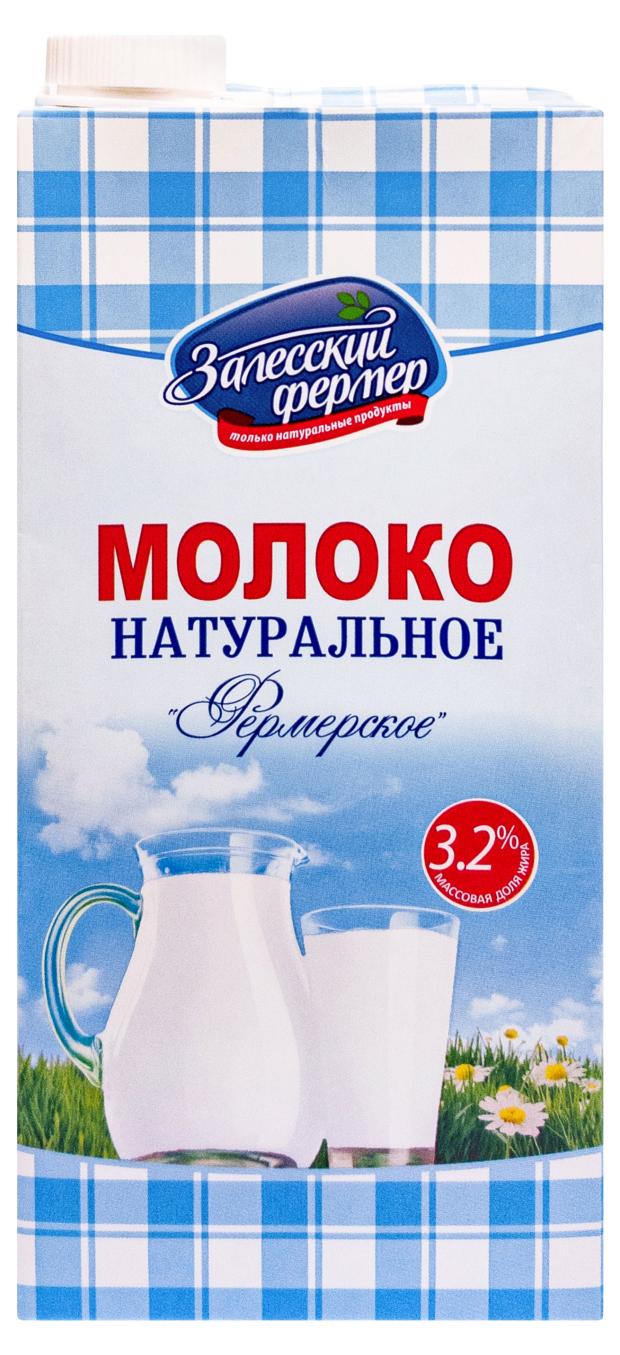 Залесский
фермер
только натуральные продукты
МОЛОКО
НАТУРАЛЬНОЕ
"Фермерское"
3.2%
МАССОВАЯ ДОЛЯ ЖИРА